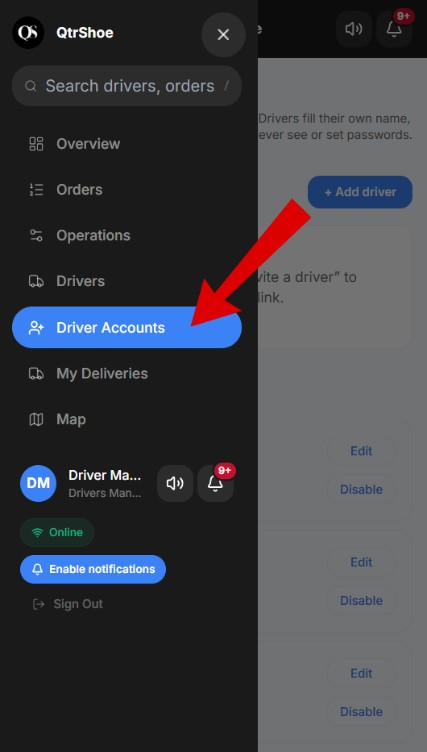 QS QtrShoe
e
9+
Search drivers, orders /
Drivers fill their own name,
ever see or set passwords.
Overview
Orders
+ Add driver
Operations
vite a driver" to
Drivers
link.
Driver Accounts
My Deliveries
Map
Edit
Driver Ma...
DM
9+
Drivers Man...
Disable
Online
Enable notifications
Edit
Sign Out
Disable
Edit
Disable